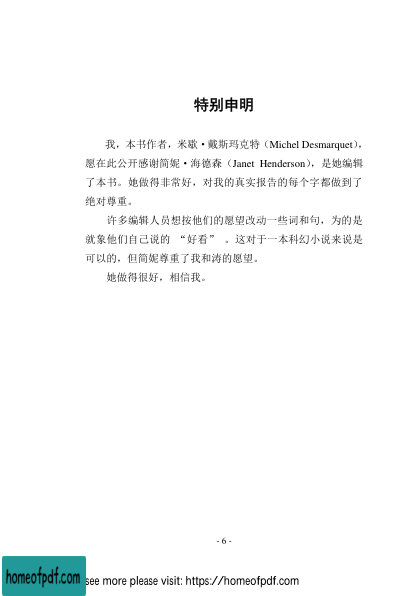 特别申明
我，本书作者，米歇·戴斯玛克特（Michel Desmarquet），
愿在此公开感谢简妮·海德森（Janet Henderson），是她编辑
了本书。她做得非常好，对我的真实报告的每个字都做到了
绝对尊重。
许多编辑人员想按他们的愿望改动一些词和句，为的是
就象他们自己说的 “好看” 。这对于一本科幻小说来说是
可以的，但简妮尊重了我和涛的愿望。
她做得很好，相信我。
- 6 -
homeofpdf.com
see more please visit: https://homeofpdf.com